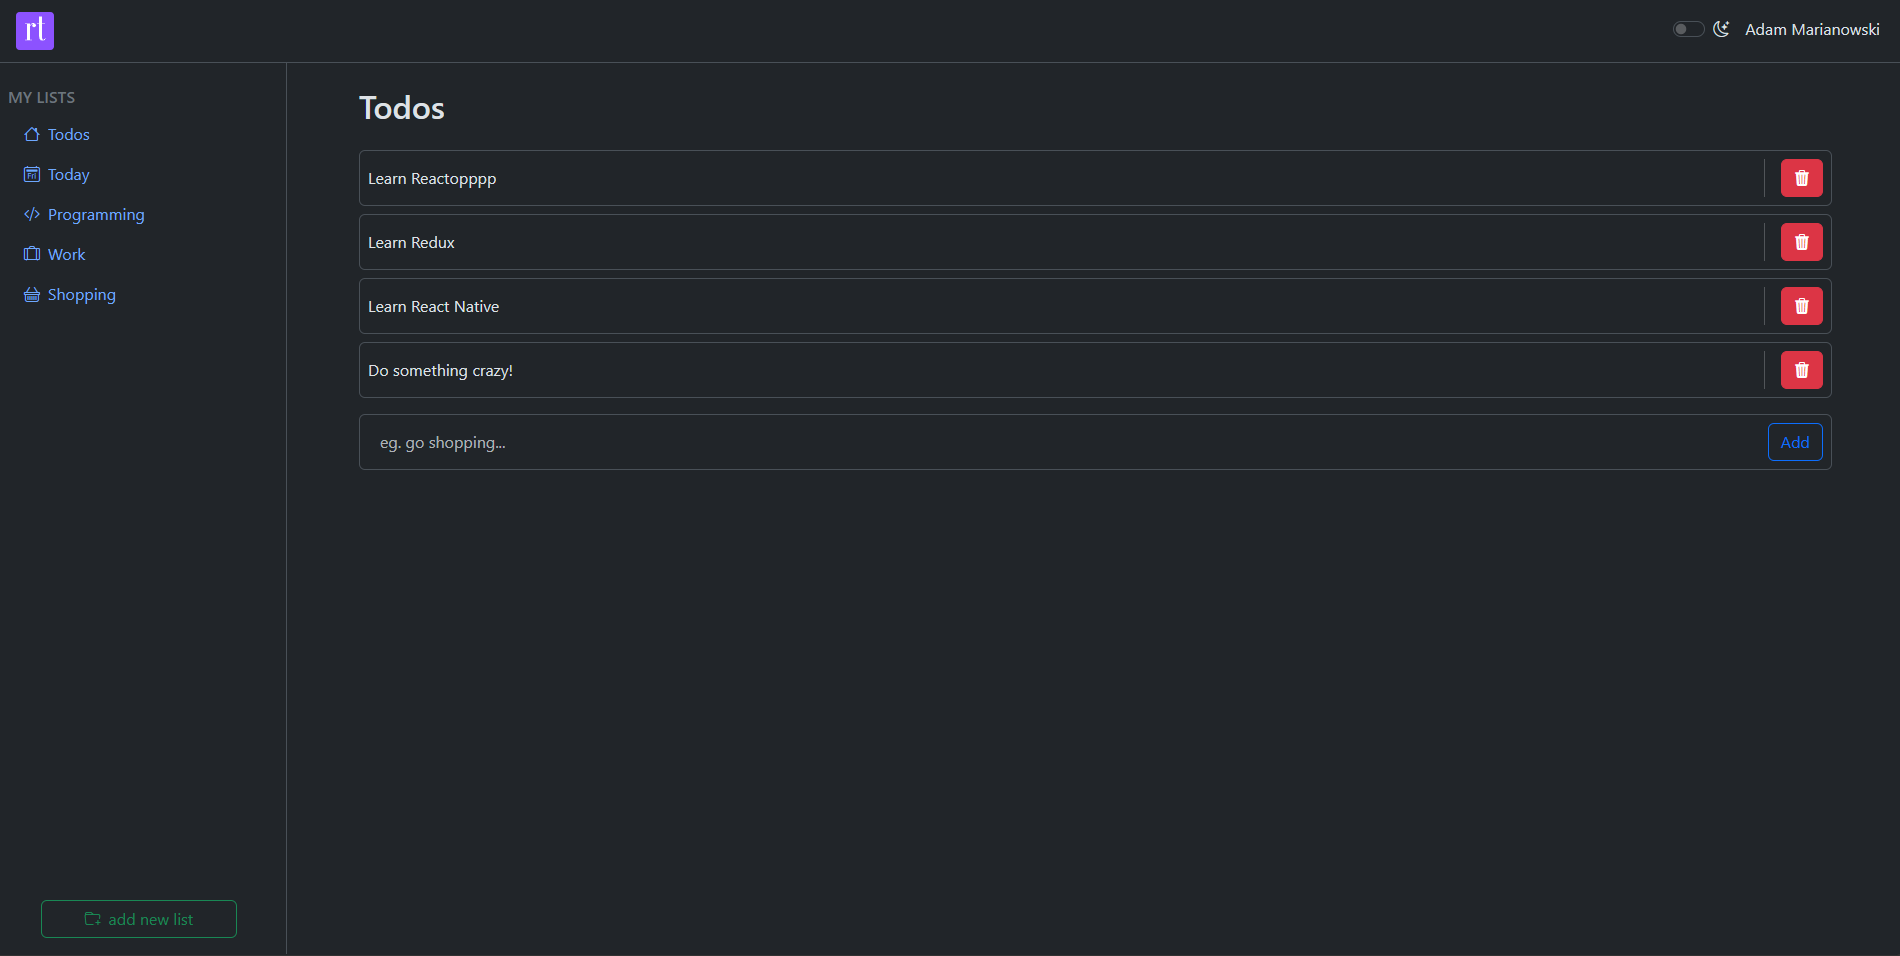 rt
Adam Marianowski
MY LISTS
Todos
Today
Programming
Work
Shopping
add new list
Todos
Learn Reactopppp
Learn Redux
Learn React Native
Do something crazy!
eg. go shopping...
Add